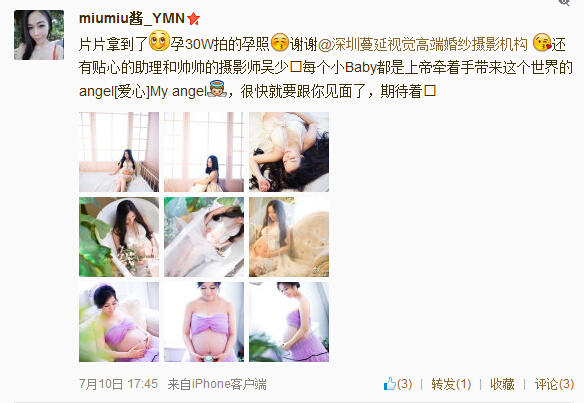 miumiu酱_YMN
片片拿到了孕30W拍的孕照谢谢@深圳蔓延视觉高端婚纱摄影机构 还
有贴心的助理和帅帅的摄影师吴少口每个小Baby都是上帝牵着手带来这个世界的
angel[爱心]My angel，很快就要跟你见面了，期待着口
7月10日 17:45 来自iPhone客户端 (3) | 转发(1) | 收藏 | 评论(3)